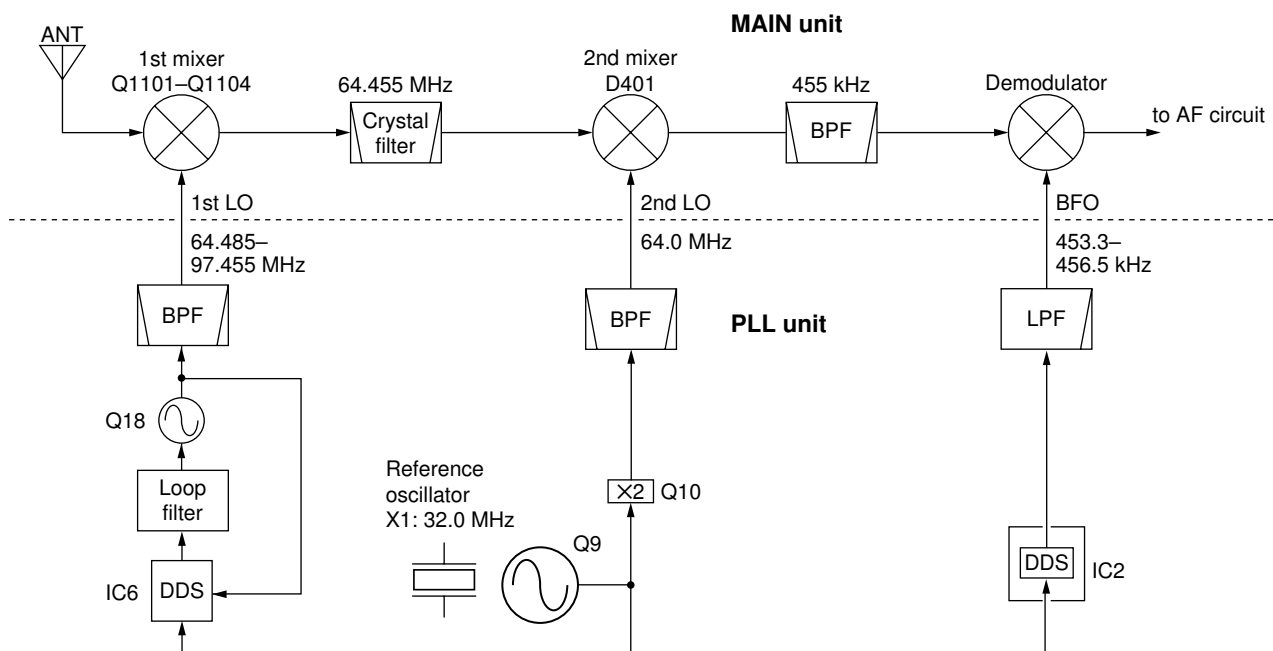 MAIN unit
ANT
1st mixer
Q1101–Q1104
64.455 MHz
Crystal
filter
2nd mixer
D401
455 kHz
BPF
Demodulator
to AF circuit
1st LO
2nd LO
BFO
64.485–
97.455 MHz
64.0 MHz
453.3–
456.5 kHz
BPF
BPF
PLL unit
LPF
Q18
Loop
filter
Reference
oscillator
X1: 32.0 MHz
X2
Q10
Q9
IC6
DDS
DDS
IC2